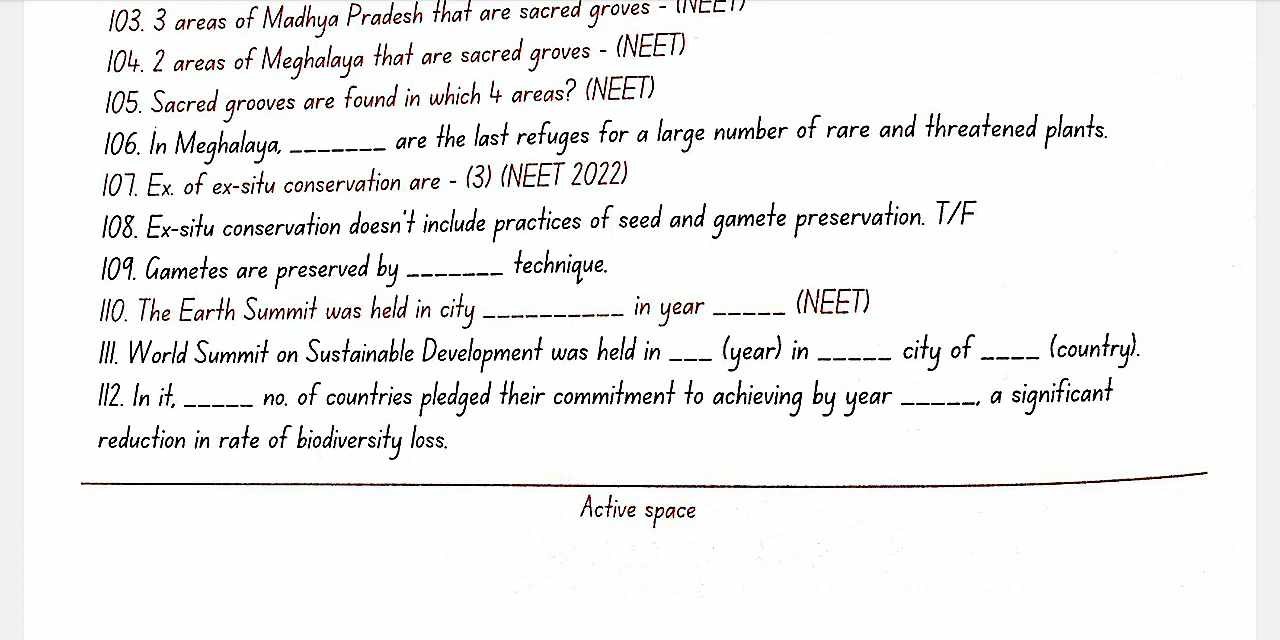 103. 3 areas of Madhya Pradesh that are sacred groves - (NEET)
104. 2 areas of Meghalaya that are sacred groves - (NEET)
105. Sacred grooves are found in which 4 areas? (NEET)
106. In Meghalaya, _______ are the last refuges for a large number of rare and threatened plants.
107. Ex. of ex-situ conservation are - (3) (NEET 2022)
108. Ex-situ conservation doesn't include practices of seed and gamete preservation. T/F
109. Gametes are preserved by _______ technique.
110. The Earth Summit was held in city __________ in year _____ (NEET)
111. World Summit on Sustainable Development was held in ___ (year) in _____ city of ____ (country).
112. In it, _____ no. of countries pledged their commitment to achieving by year _____, a significant
reduction in rate of biodiversity loss.
Active space